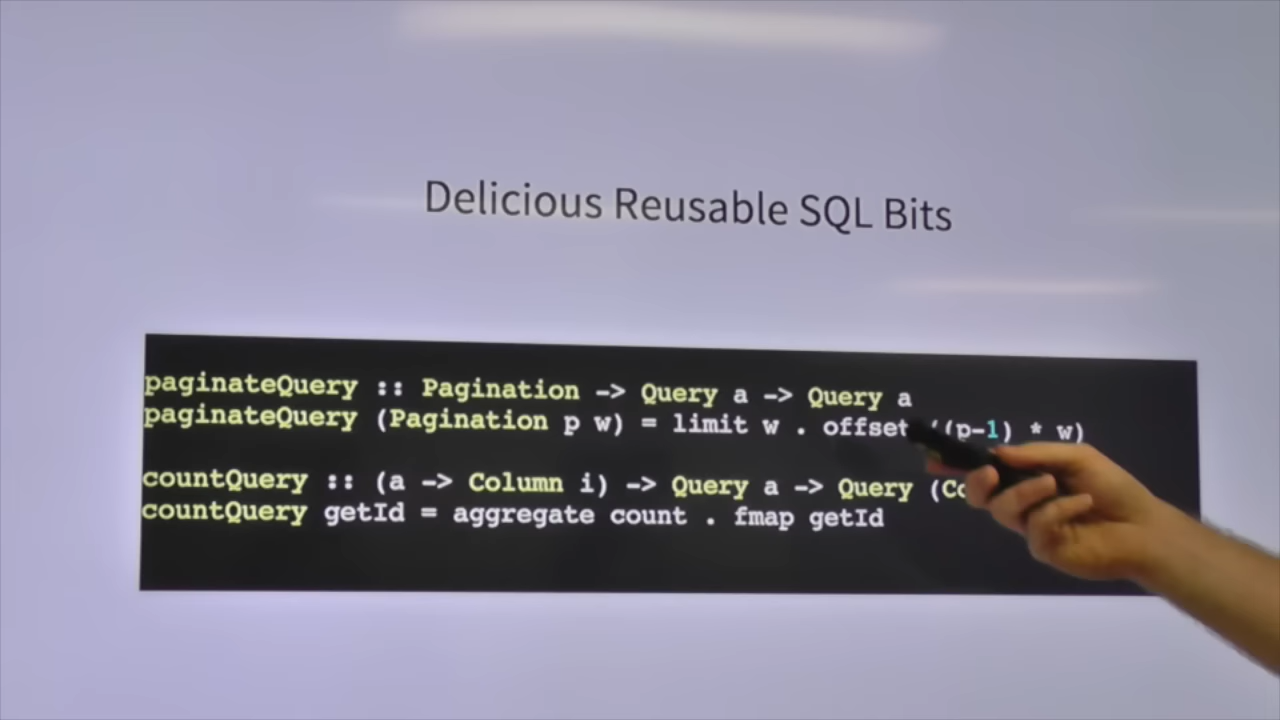 Delicious Reusable SQL Bits
paginateQuery :: Pagination -> Query a -> Query a
paginateQuery (Pagination p w) = limit w . offset ((p-1) * w)
countQuery :: (a -> Column i) -> Query a -> Query
countQuery getId = aggregate count . fmap getId